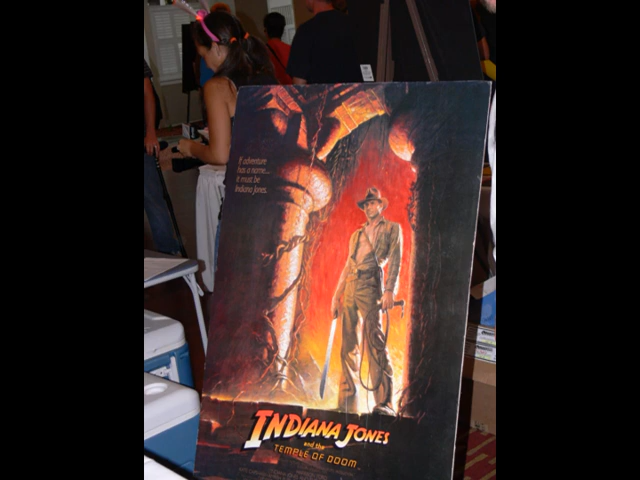 If adventure
has a name...
it must be
Indiana Jones.
INDIANA JONES
and the
TEMPLE OF DOOM